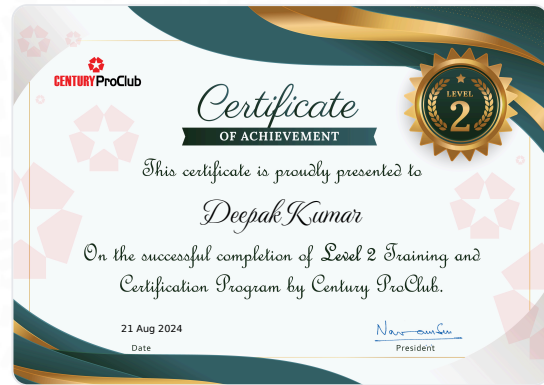 CENTURY ProClub
Certificate
OF ACHIEVEMENT
LEVEL
2
This certificate is proudly presented to
Deepak Kumar
On the successful completion of Level 2 Training and
Certification Program by Century ProClub.
21 Aug 2024
Date
President